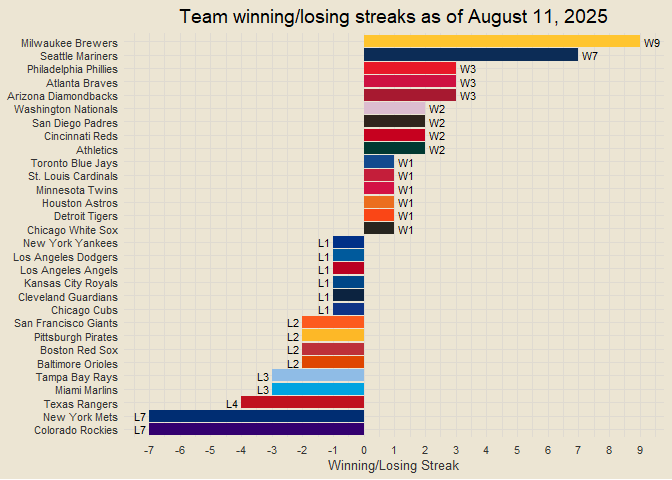 Team winning/losing streaks as of August 11, 2025
Milwaukee Brewers W9
Seattle Mariners W7
Philadelphia Phillies W3
Atlanta Braves W3
Arizona Diamondbacks W3
Washington Nationals W2
San Diego Padres W2
Cincinnati Reds W2
Athletics W2
Toronto Blue Jays W1
St. Louis Cardinals W1
Minnesota Twins W1
Houston Astros W1
Detroit Tigers W1
Chicago White Sox W1
New York Yankees L1
Los Angeles Dodgers L1
Los Angeles Angels L1
Kansas City Royals L1
Cleveland Guardians L1
Chicago Cubs L1
San Francisco Giants L2
Pittsburgh Pirates L2
Boston Red Sox L2
Baltimore Orioles L2
Tampa Bay Rays L3
Miami Marlins L3
Texas Rangers L4
New York Mets L7
Colorado Rockies L7
-7 -6 -5 -4 -3 -2 -1 0 1 2 3 4 5 6 7 8 9
Winning/Losing Streak